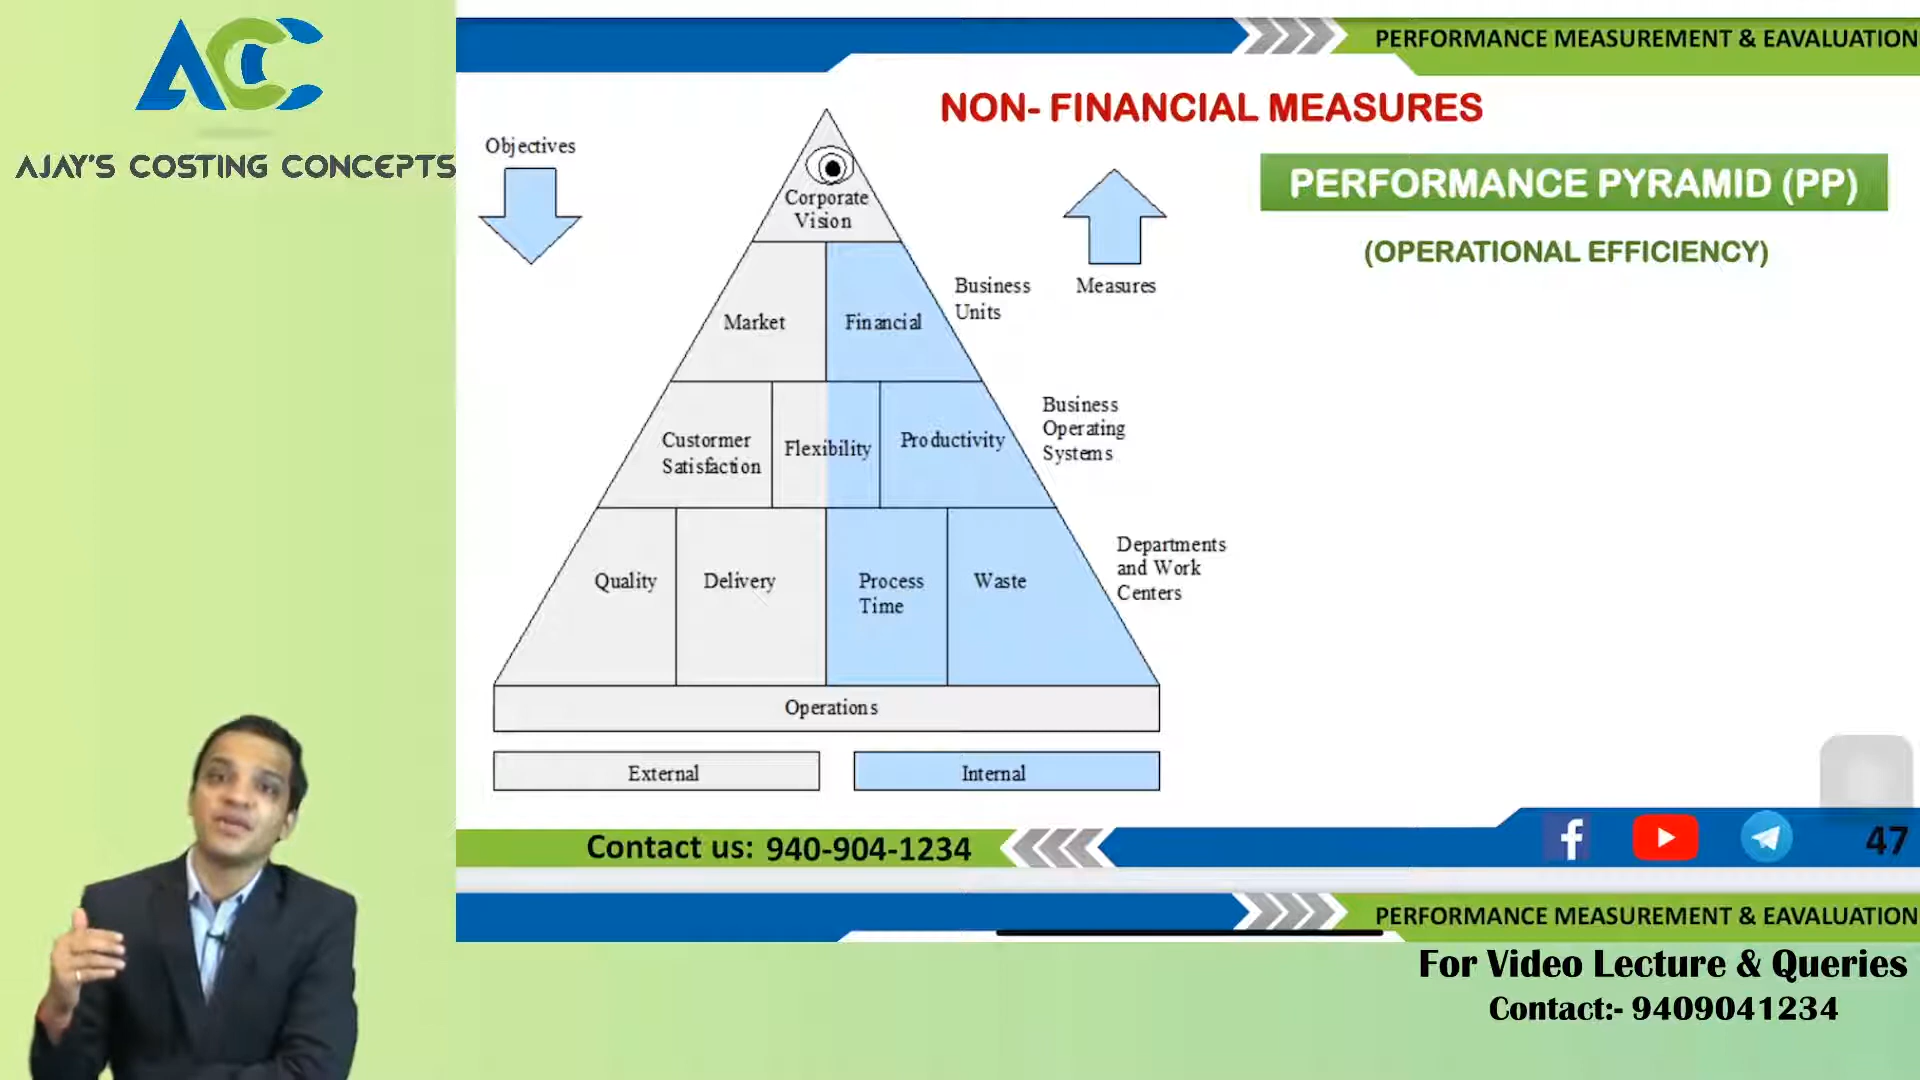 ACC
AJAY'S COSTING CONCEPTS
PERFORMANCE MEASUREMENT & EAVALUATION
NON- FINANCIAL MEASURES
PERFORMANCE PYRAMID (PP)
(OPERATIONAL EFFICIENCY)
Objectives
Corporate
Vision
Measures
Market
Financial
Business
Units
Custormer
Satisfaction
Flexibility
Productivity
Business
Operating
Systems
Quality
Delivery
Process
Time
Waste
Departments
and Work
Centers
Operations
External
Internal
Contact us: 940-904-1234
f
47
PERFORMANCE MEASUREMENT & EAVALUATION
For Video Lecture & Queries
Contact:- 9409041234